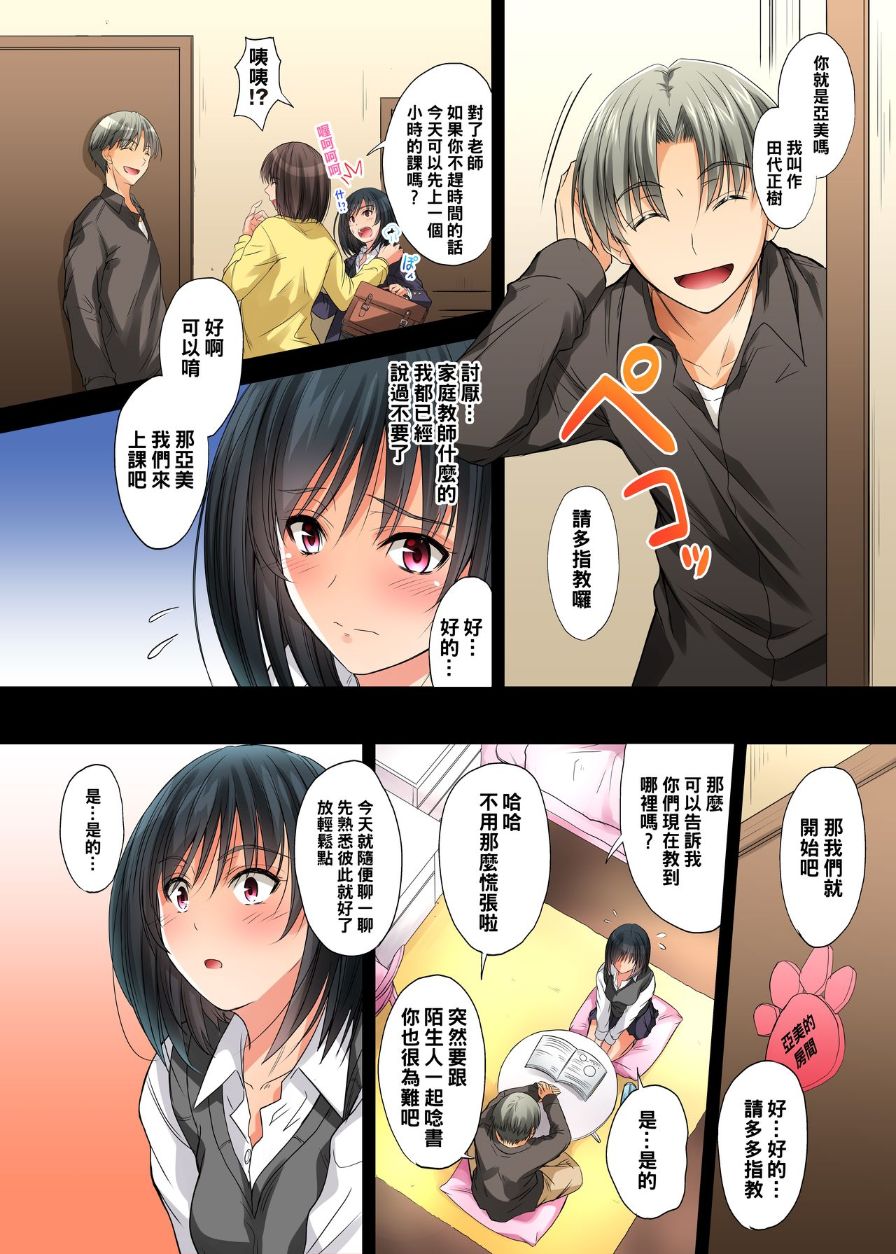 你就是亞美嗎
我叫作
田代正樹
ペコッ
請多指教囉
對了老師
如果你不趕時間的話
今天可以先上一個
小時的課嗎？
咦咦!?
喔呵呵呵
什!?
ぽん
討厭…
家庭教師什麼的
我都已經
說過不要了
好啊
可以唷
那亞美
我們來
上課吧
好…
好的…
那我們就
開始吧
亞美的
房間
好…好的…
請多多指教
那麼
可以告訴我
你們現在教到
哪裡嗎？
是…是的
哈哈
不用那麼慌張啦
突然要跟
陌生人一起唸書
你也很為難吧
今天就隨便聊一聊
先熟悉彼此就好了
放輕鬆點
是…是的…